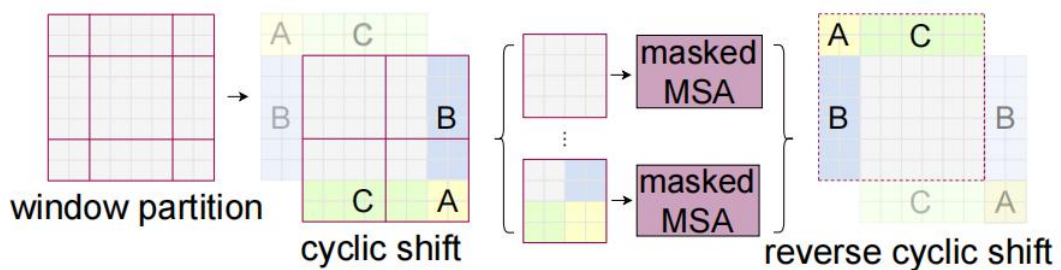 A C
B
B
C A
window partition
cyclic shift
masked
MSA
⋮
masked
MSA
A C
B B
C A
reverse cyclic shift